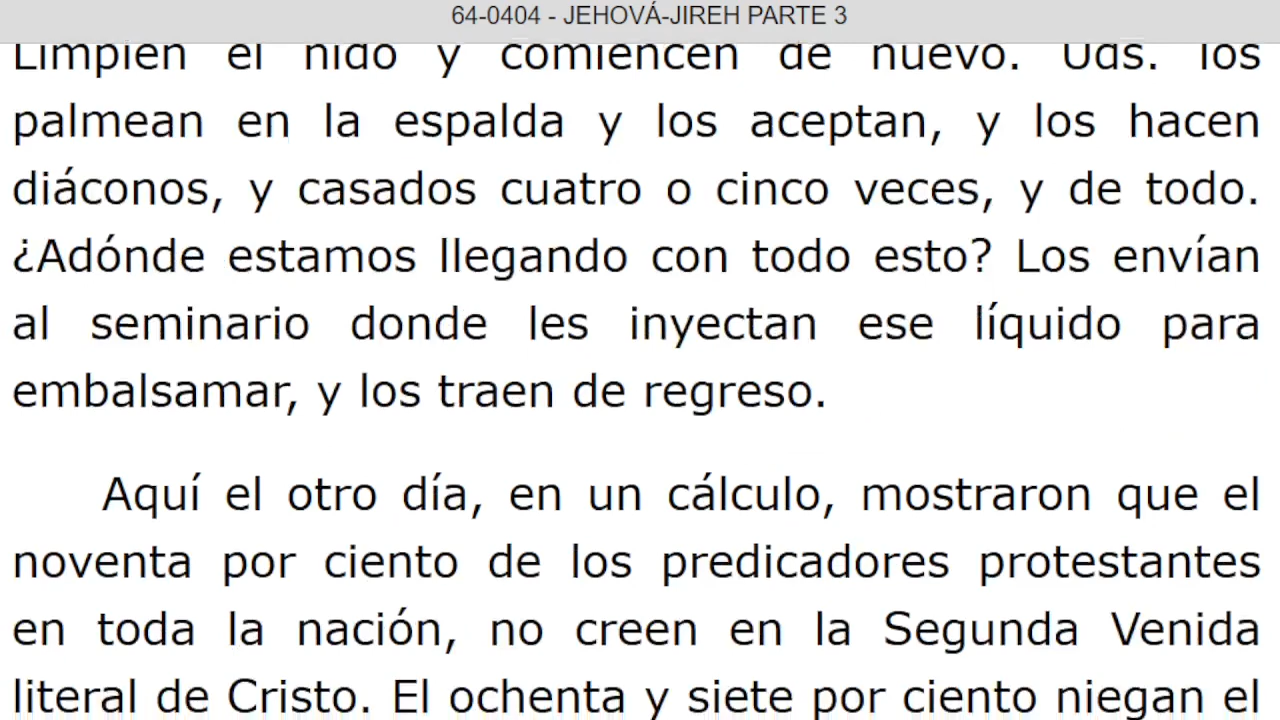 64-0404 - JEHOVÁ-JIREH PARTE 3
Limpien el nido y comiencen de nuevo. Uds. los
palmean en la espalda y los aceptan, y los hacen
diáconos, y casados cuatro o cinco veces, y de todo.
¿Adónde estamos llegando con todo esto? Los envían
al seminario donde les inyectan ese líquido para
embalsamar, y los traen de regreso.
Aquí el otro día, en un cálculo, mostraron que el
noventa por ciento de los predicadores protestantes
en toda la nación, no creen en la Segunda Venida
literal de Cristo. El ochenta y siete por ciento niegan el